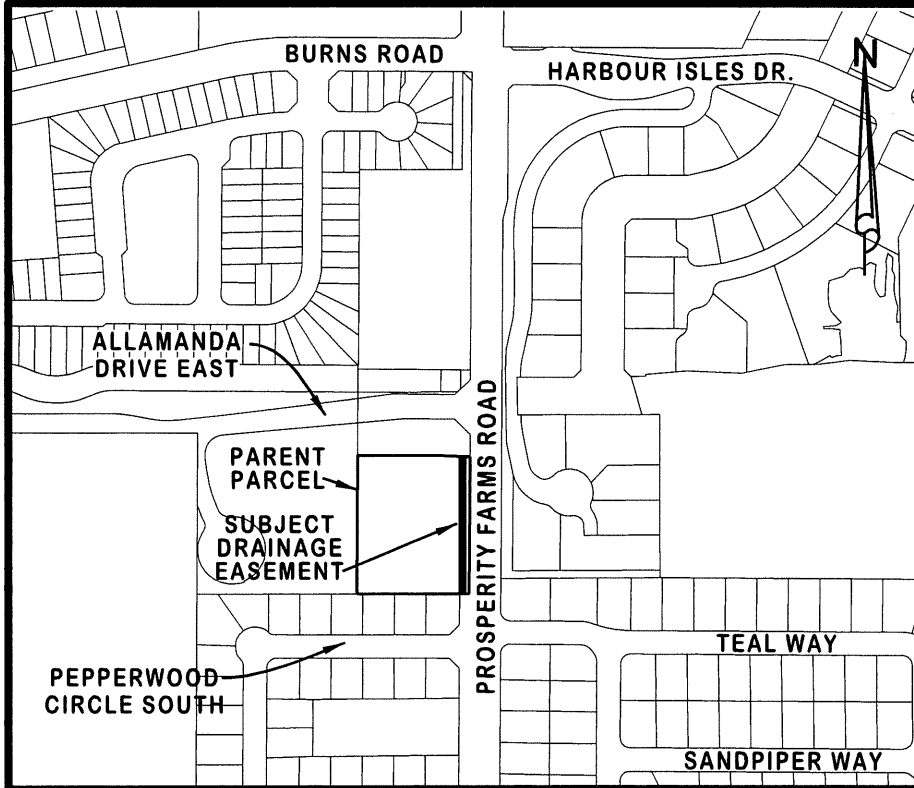 BURNS ROAD
HARBOUR ISLES DR.
N
ALLAMANDA
DRIVE EAST
PARENT
PARCEL
SUBJECT
DRAINAGE
EASEMENT
PROSPERITY FARMS ROAD
TEAL WAY
PEPPERWOOD
CIRCLE SOUTH
SANDPIPER WAY